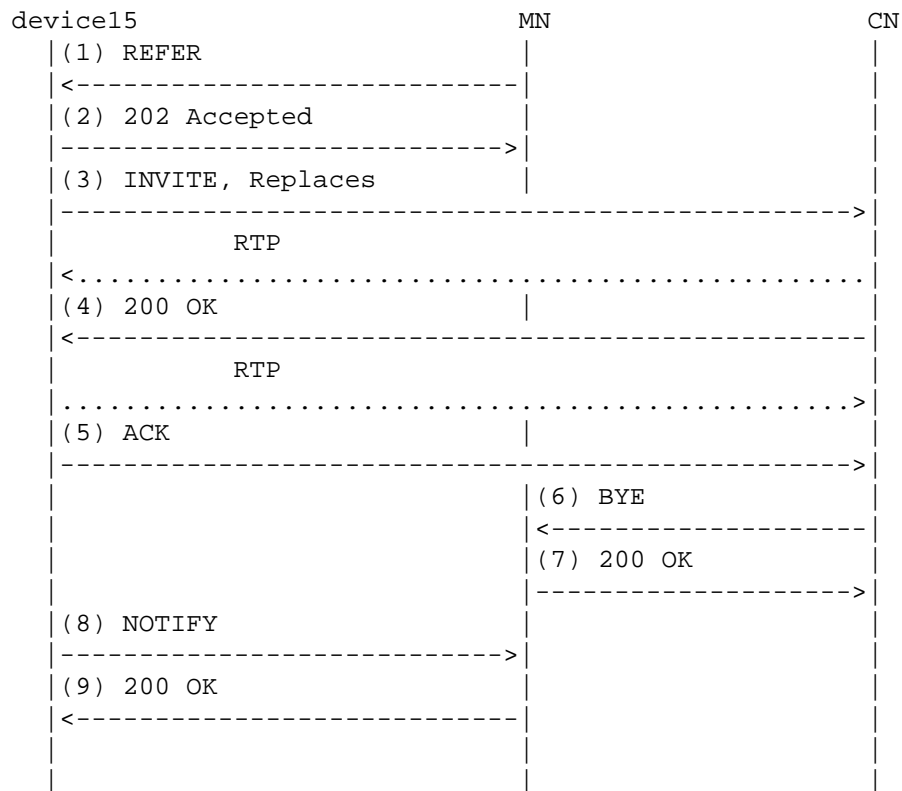 device15 MN CN
(1) REFER
(2) 202 Accepted
(3) INVITE, Replaces
RTP
(4) 200 OK
RTP
(5) ACK
(6) BYE
(7) 200 OK
(8) NOTIFY
(9) 200 OK